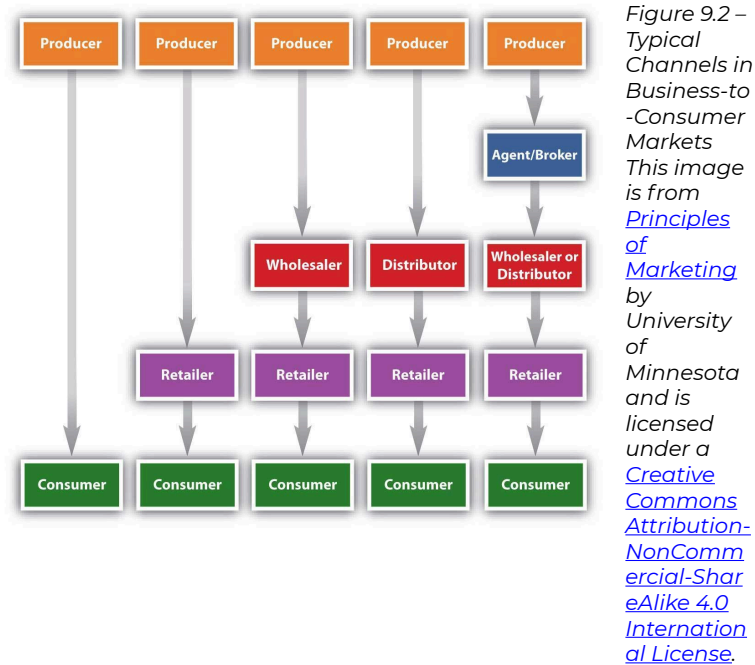 Producer Producer Producer Producer Producer
Agent/Broker
Wholesaler Distributor Wholesaler or
Distributor
Retailer Retailer Retailer Retailer
Consumer Consumer Consumer Consumer Consumer
Figure 9.2 –
Typical
Channels in
Business-to
-Consumer
Markets
This image
is from
Principles
of
Marketing
by
University
of
Minnesota
and is
licensed
under a
Creative
Commons
Attribution-
NonComm
ercial-Shar
eAlike 4.0
Internation
al License.